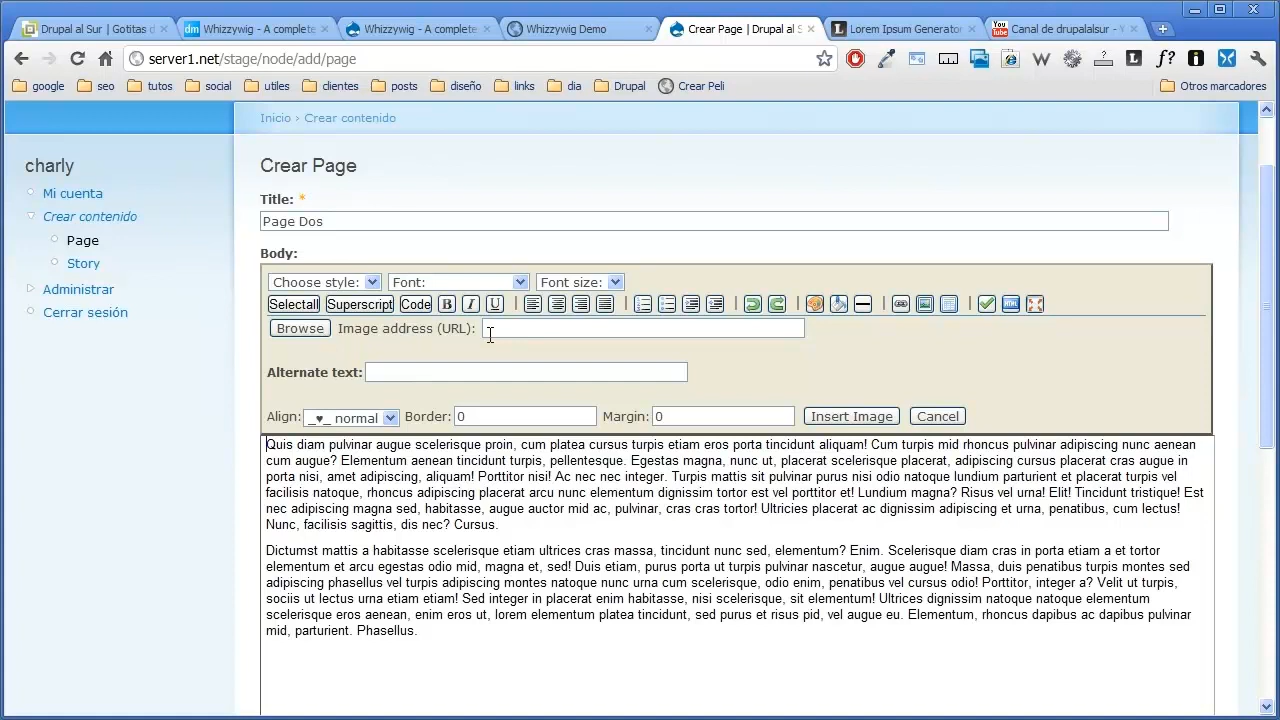 Drupal al Sur | Gotitas d
Whizzywig - A complete
Whizzywig - A complete
Whizzywig Demo
Crear Page | Drupal al S
Lorem Ipsum Generator
Canal de drupalalsur -
server1.net/stage/node/add/page
google
seo
tutos
social
utiles
clientes
posts
diseño
links
dia
Drupal
Crear Peli
Otros marcadores
Inicio › Crear contenido
charly
Mi cuenta
Crear contenido
Page
Story
Administrar
Cerrar sesión
Crear Page
Title: *
Page Dos
Body:
Choose style: Font: Font size:
Selectall Superscript Code B I U
Browse Image address (URL):
Alternate text:
Align: _♥_ normal Border: 0 Margin: 0 Insert Image Cancel
Quis diam pulvinar augue scelerisque proin, cum platea cursus turpis etiam eros porta tincidunt aliquam! Cum turpis mid rhoncus pulvinar adipiscing nunc aenean
cum augue? Elementum aenean tincidunt turpis, pellentesque. Egestas magna, nunc ut, placerat scelerisque placerat, adipiscing cursus placerat cras augue in
porta nisi, amet adipiscing, aliquam! Porttitor nisi! Ac nec nec integer. Turpis mattis sit pulvinar purus nisi odio natoque lundium parturient et placerat turpis vel
facilisis natoque, rhoncus adipiscing placerat arcu nunc elementum dignissim tortor est vel porttitor et! Lundium magna? Risus vel urna! Elit! Tincidunt tristique! Est
nec adipiscing magna sed, habitasse, augue auctor mid ac, pulvinar, cras cras tortor! Ultricies placerat ac dignissim adipiscing et urna, penatibus, cum lectus!
Nunc, facilisis sagittis, dis nec? Cursus.
Dictumst mattis a habitasse scelerisque etiam ultrices cras massa, tincidunt nunc sed, elementum? Enim. Scelerisque diam cras in porta etiam a et tortor
elementum et arcu egestas odio mid, magna et, sed! Duis etiam, purus porta ut turpis pulvinar nascetur, augue augue! Massa, duis penatibus turpis montes sed
adipiscing phasellus vel turpis adipiscing montes natoque nunc urna cum scelerisque, odio enim, penatibus vel cursus odio! Porttitor, integer a? Velit ut turpis,
sociis ut lectus urna etiam etiam! Sed integer in placerat enim habitasse, nisi scelerisque, sit elementum! Ultrices dignissim natoque natoque elementum
scelerisque eros aenean, enim eros ut, lorem elementum platea tincidunt, sed purus et risus pid, vel augue eu. Elementum, rhoncus dapibus ac dapibus pulvinar
mid, parturient. Phasellus.